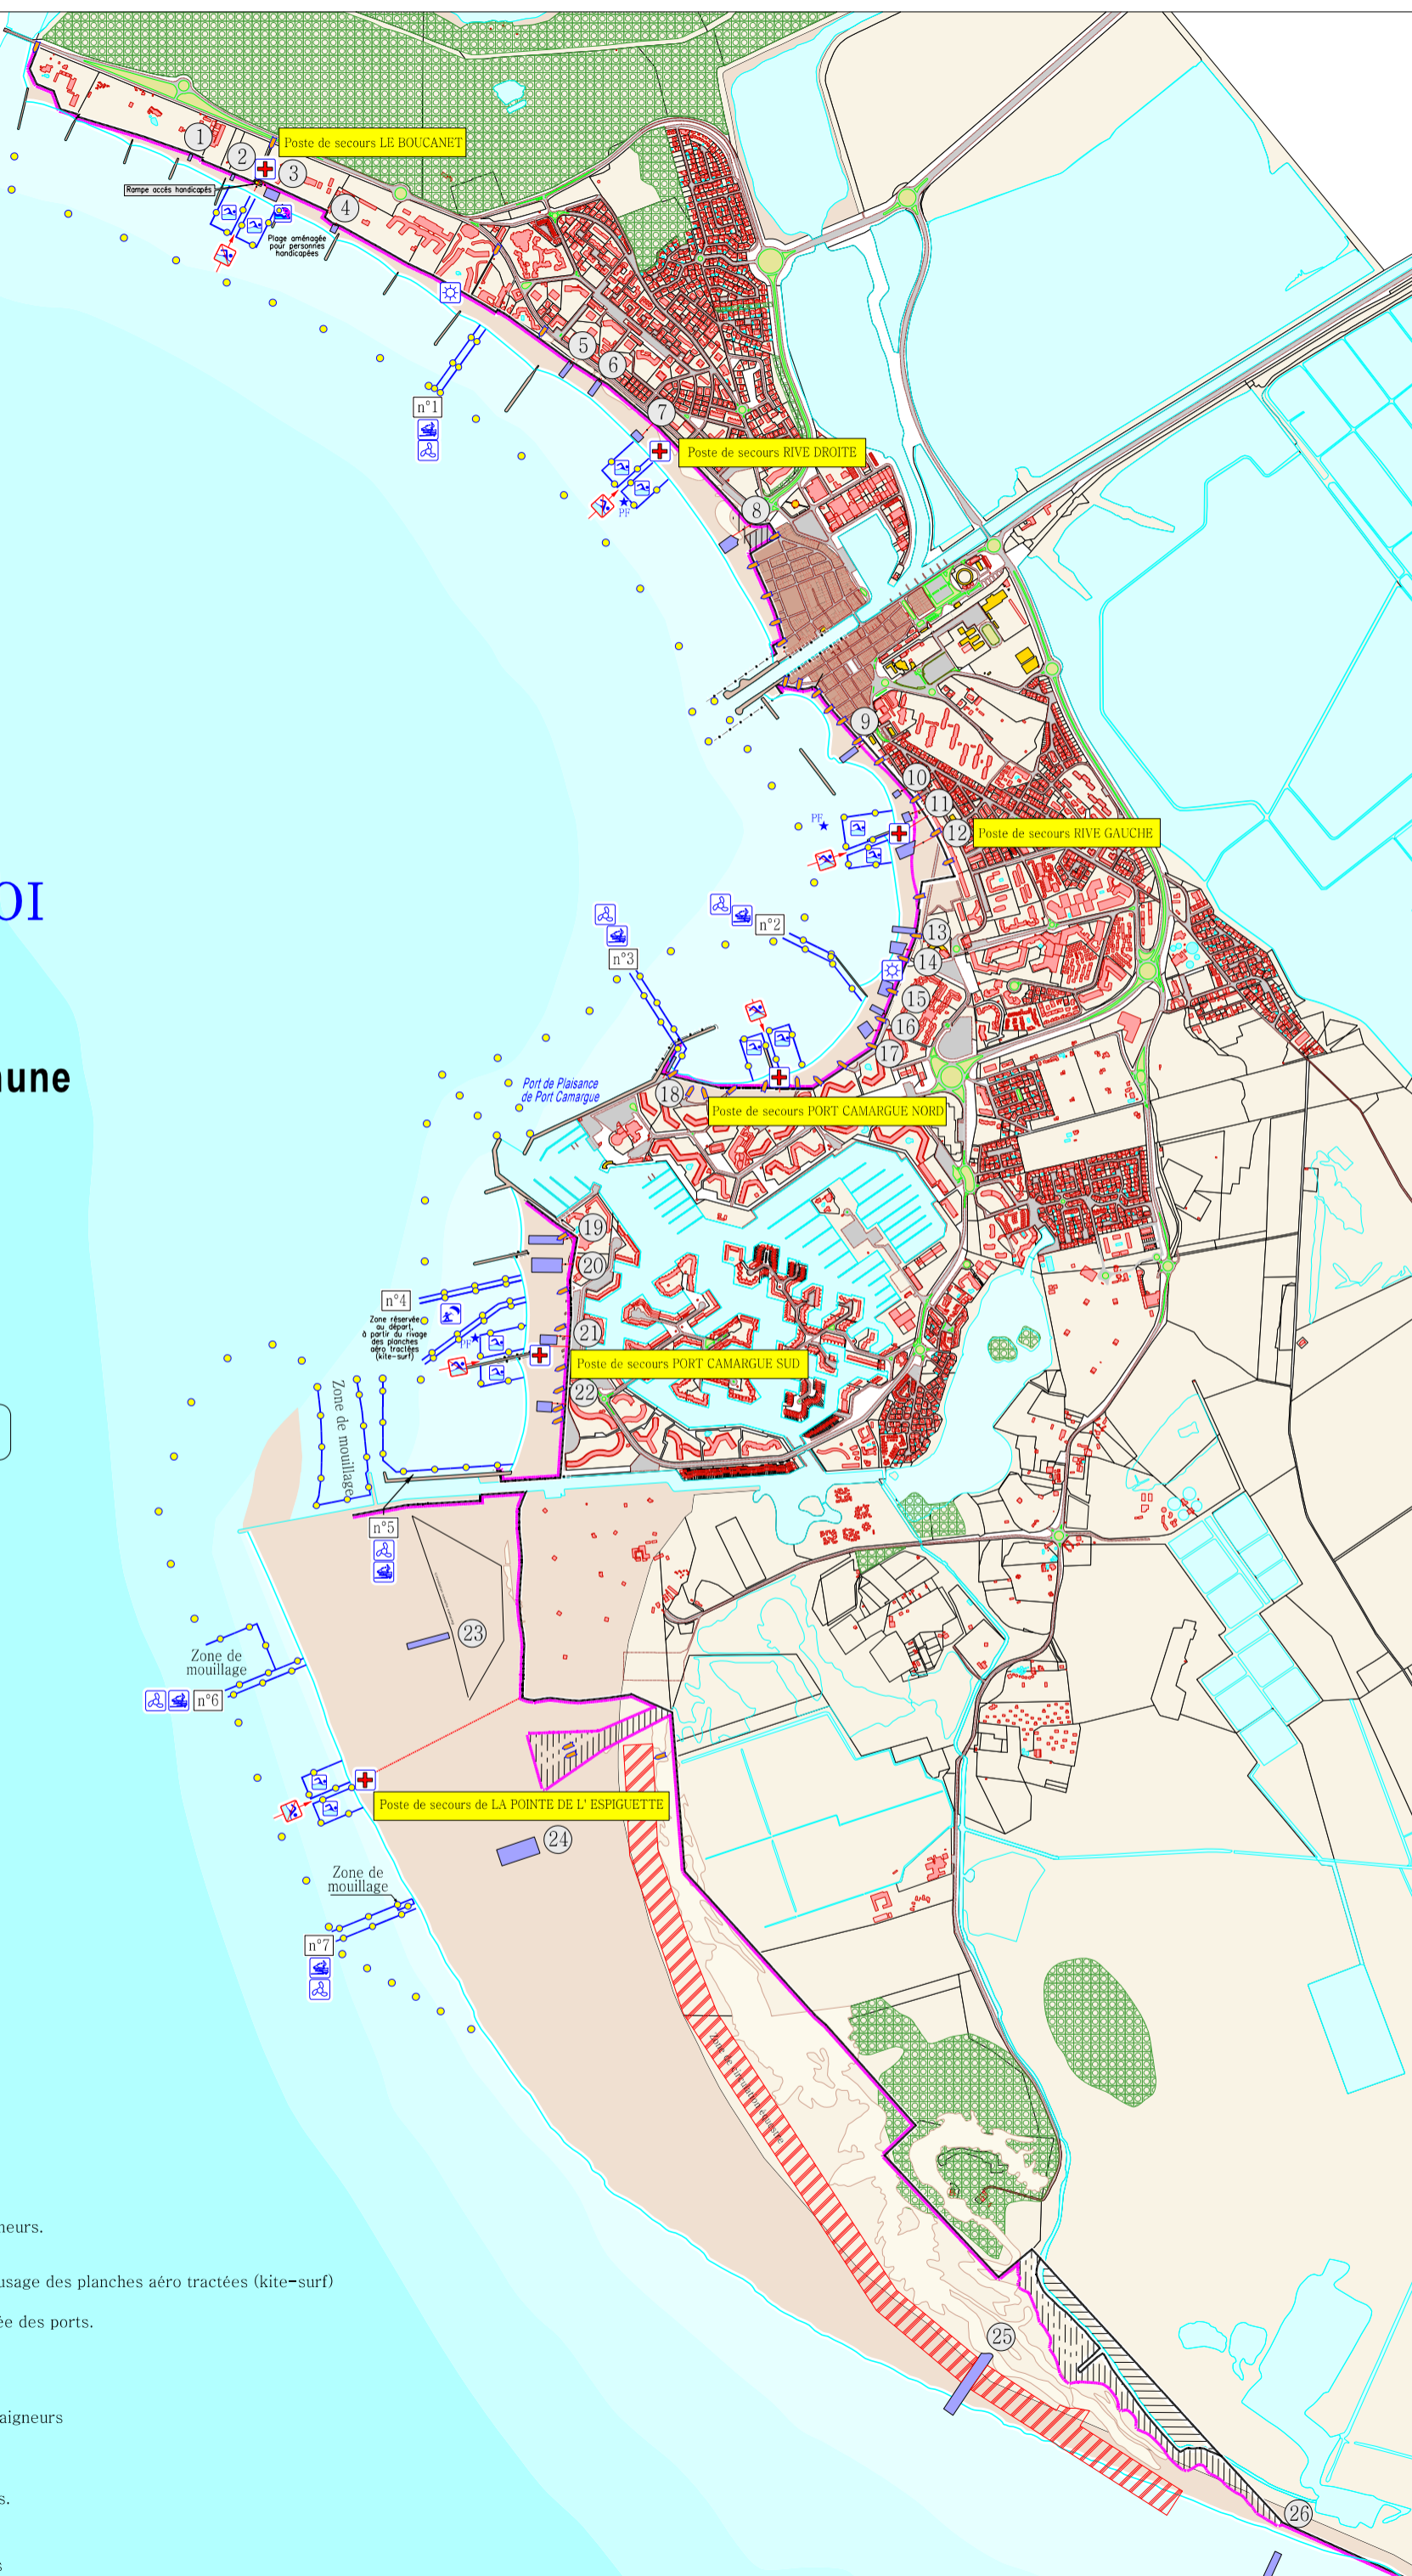 1
2
Poste de secours LE BOUCANET
3
Rampe accès handicapés
4
Plage aménagée
pour personnes
handicapées
5
6
n°1
7
Poste de secours RIVE DROITE
PF
8
9
10
11
PF
12
Poste de secours RIVE GAUCHE
OI
n°2
13
n°3
14
15
16
17
une
Port de Plaisance
de Port Camargue
18
Poste de secours PORT CAMARGUE NORD
19
20
n°4
Zone réservée
au départ,
à partir du rivage
des planches
aéro tractées
(kite-surf)
PF
21
Poste de secours PORT CAMARGUE SUD
22
Zone de mouillage
n°5
23
Zone de
mouillage
n°6
Poste de secours de LA POINTE DE L' ESPIGUETTE
24
Zone de
mouillage
n°7
Zone de circulation équestre
neurs.
usage des planches aéro tractées (kite-surf)
ée des ports.
25
aigneurs
s.
26
s